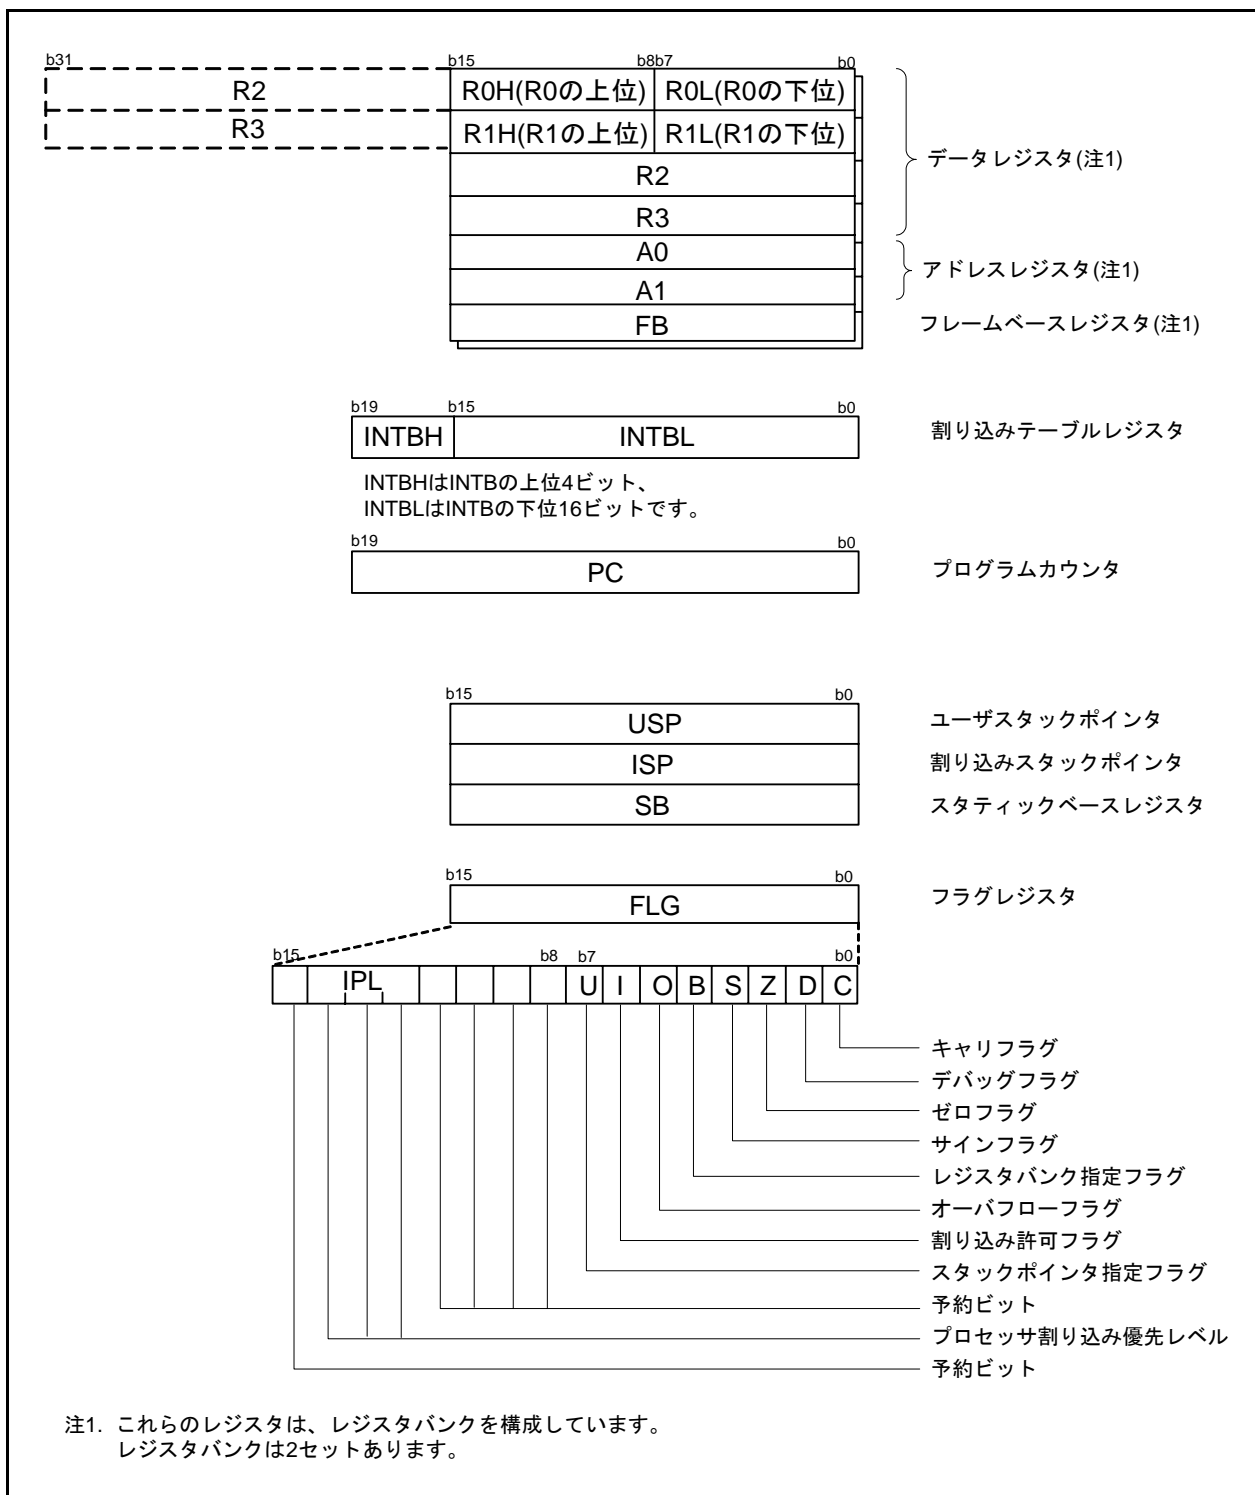 b31 b15 b8b7 b0
R2 R0H(R0の上位) R0L(R0の下位)
R3 R1H(R1の上位) R1L(R1の下位)
データレジスタ(注1)
R2
R3
A0
アドレスレジスタ(注1)
A1
FB フレームベースレジスタ(注1)
b19 b15 b0
INTBH INTBL 割り込みテーブルレジスタ
INTBHはINTBの上位4ビット、
INTBLはINTBの下位16ビットです。
b19 b0
PC プログラムカウンタ
b15 b0
USP ユーザスタックポインタ
ISP 割り込みスタックポインタ
SB スタティックベースレジスタ
b15 b0
FLG フラグレジスタ
b15 b8 b7 b0
IPL U I O B S Z D C
キャリフラグ
デバッグフラグ
ゼロフラグ
サインフラグ
レジスタバンク指定フラグ
オーバフローフラグ
割り込み許可フラグ
スタックポインタ指定フラグ
予約ビット
プロセッサ割り込み優先レベル
予約ビット
注1. これらのレジスタは、レジスタバンクを構成しています。
レジスタバンクは2セットあります。